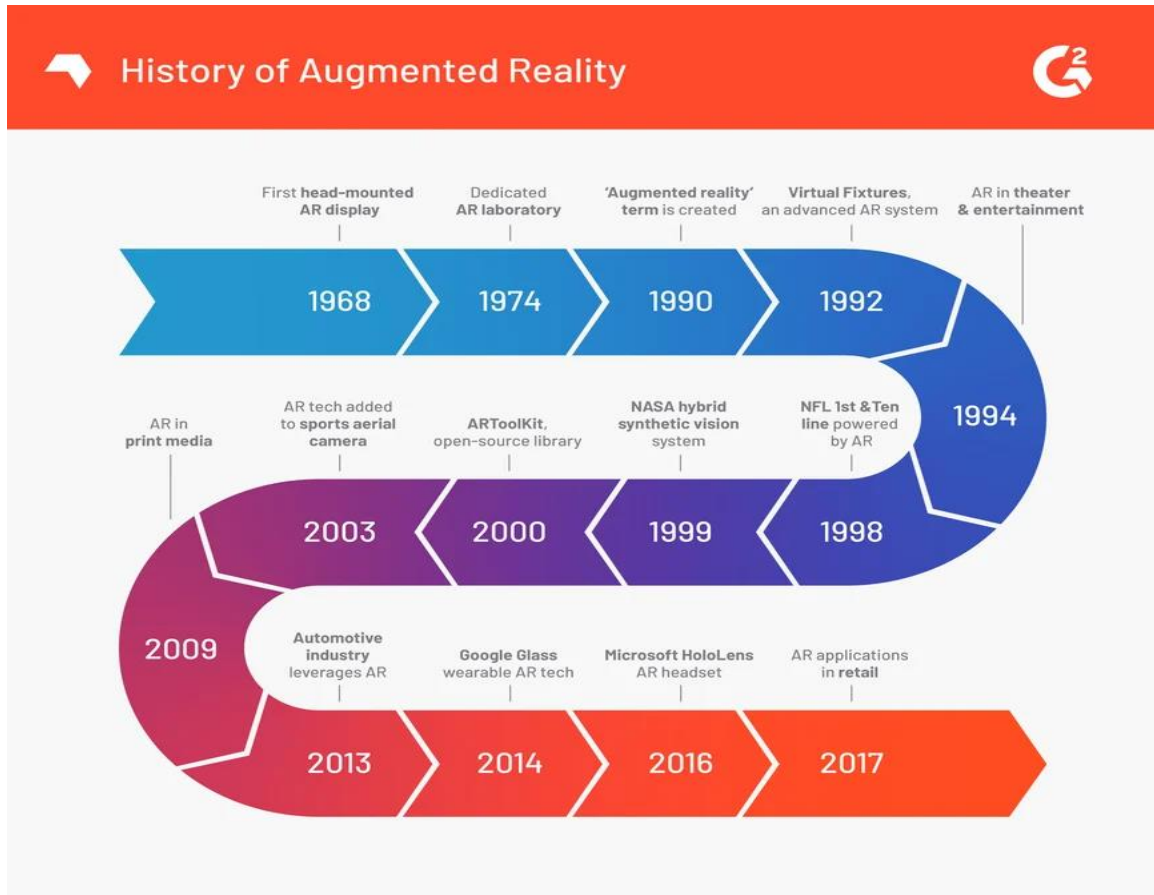 History of Augmented Reality
G2
First head-mounted
AR display
Dedicated
AR laboratory
‘Augmented reality’
term is created
Virtual Fixtures,
an advanced AR system
AR in theater
& entertainment
1968
1974
1990
1992
1994
NFL 1st & Ten
line powered
by AR
NASA hybrid
synthetic vision
system
ARToolKit,
open-source library
AR tech added
to sports aerial
camera
AR in
print media
1998
1999
2000
2003
2009
Automotive
industry
leverages AR
Google Glass
wearable AR tech
Microsoft HoloLens
AR headset
AR applications
in retail
2013
2014
2016
2017